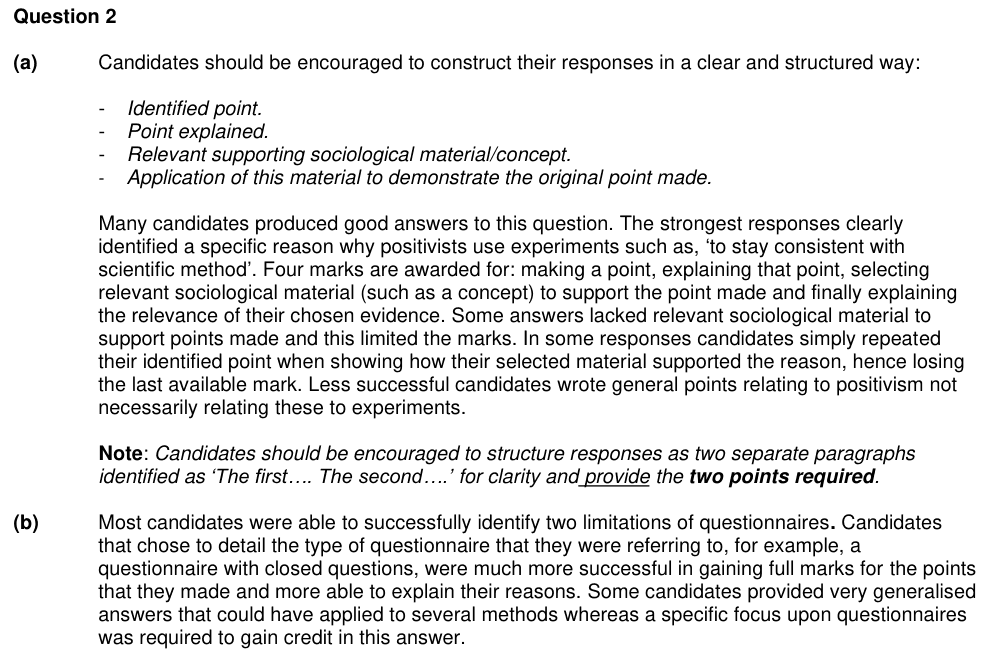 Question 2
(a) Candidates should be encouraged to construct their responses in a clear and structured way:
- Identified point.
- Point explained.
- Relevant supporting sociological material/concept.
- Application of this material to demonstrate the original point made.
Many candidates produced good answers to this question. The strongest responses clearly
identified a specific reason why positivists use experiments such as, ‘to stay consistent with
scientific method’. Four marks are awarded for: making a point, explaining that point, selecting
relevant sociological material (such as a concept) to support the point made and finally explaining
the relevance of their chosen evidence. Some answers lacked relevant sociological material to
support points made and this limited the marks. In some responses candidates simply repeated
their identified point when showing how their selected material supported the reason, hence losing
the last available mark. Less successful candidates wrote general points relating to positivism not
necessarily relating these to experiments.
Note: Candidates should be encouraged to structure responses as two separate paragraphs
identified as ‘The first…. The second….’ for clarity and provide the two points required.
(b) Most candidates were able to successfully identify two limitations of questionnaires. Candidates
that chose to detail the type of questionnaire that they were referring to, for example, a
questionnaire with closed questions, were much more successful in gaining full marks for the points
that they made and more able to explain their reasons. Some candidates provided very generalised
answers that could have applied to several methods whereas a specific focus upon questionnaires
was required to gain credit in this answer.